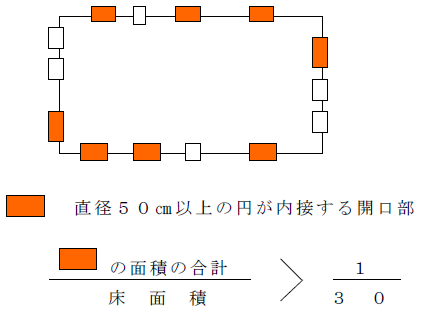 直径５０㎝以上の円が内接する開口部
の面積の合計
床　面　積
１
３　０